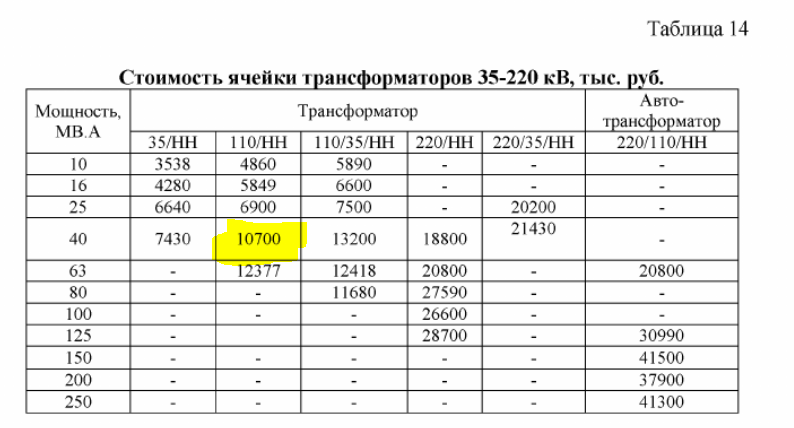 Таблица 14
Стоимость ячейки трансформаторов 35-220 кВ, тыс. руб.
Мощность, МВ.А Трансформатор Авто-трансформатор
35/НН 110/НН 110/35/НН 220/НН 220/35/НН 220/110/НН
10 3538 4860 5890 - - -
16 4280 5849 6600 - - -
25 6640 6900 7500 - 20200 -
40 7430 10700 13200 18800 21430 -
63 - 12377 12418 20800 - 20800
80 - - 11680 27590 - -
100 - - - 26600 - -
125 - - - 28700 - 30990
150 - - - - - 41500
200 - - - - - 37900
250 - - - - - 41300